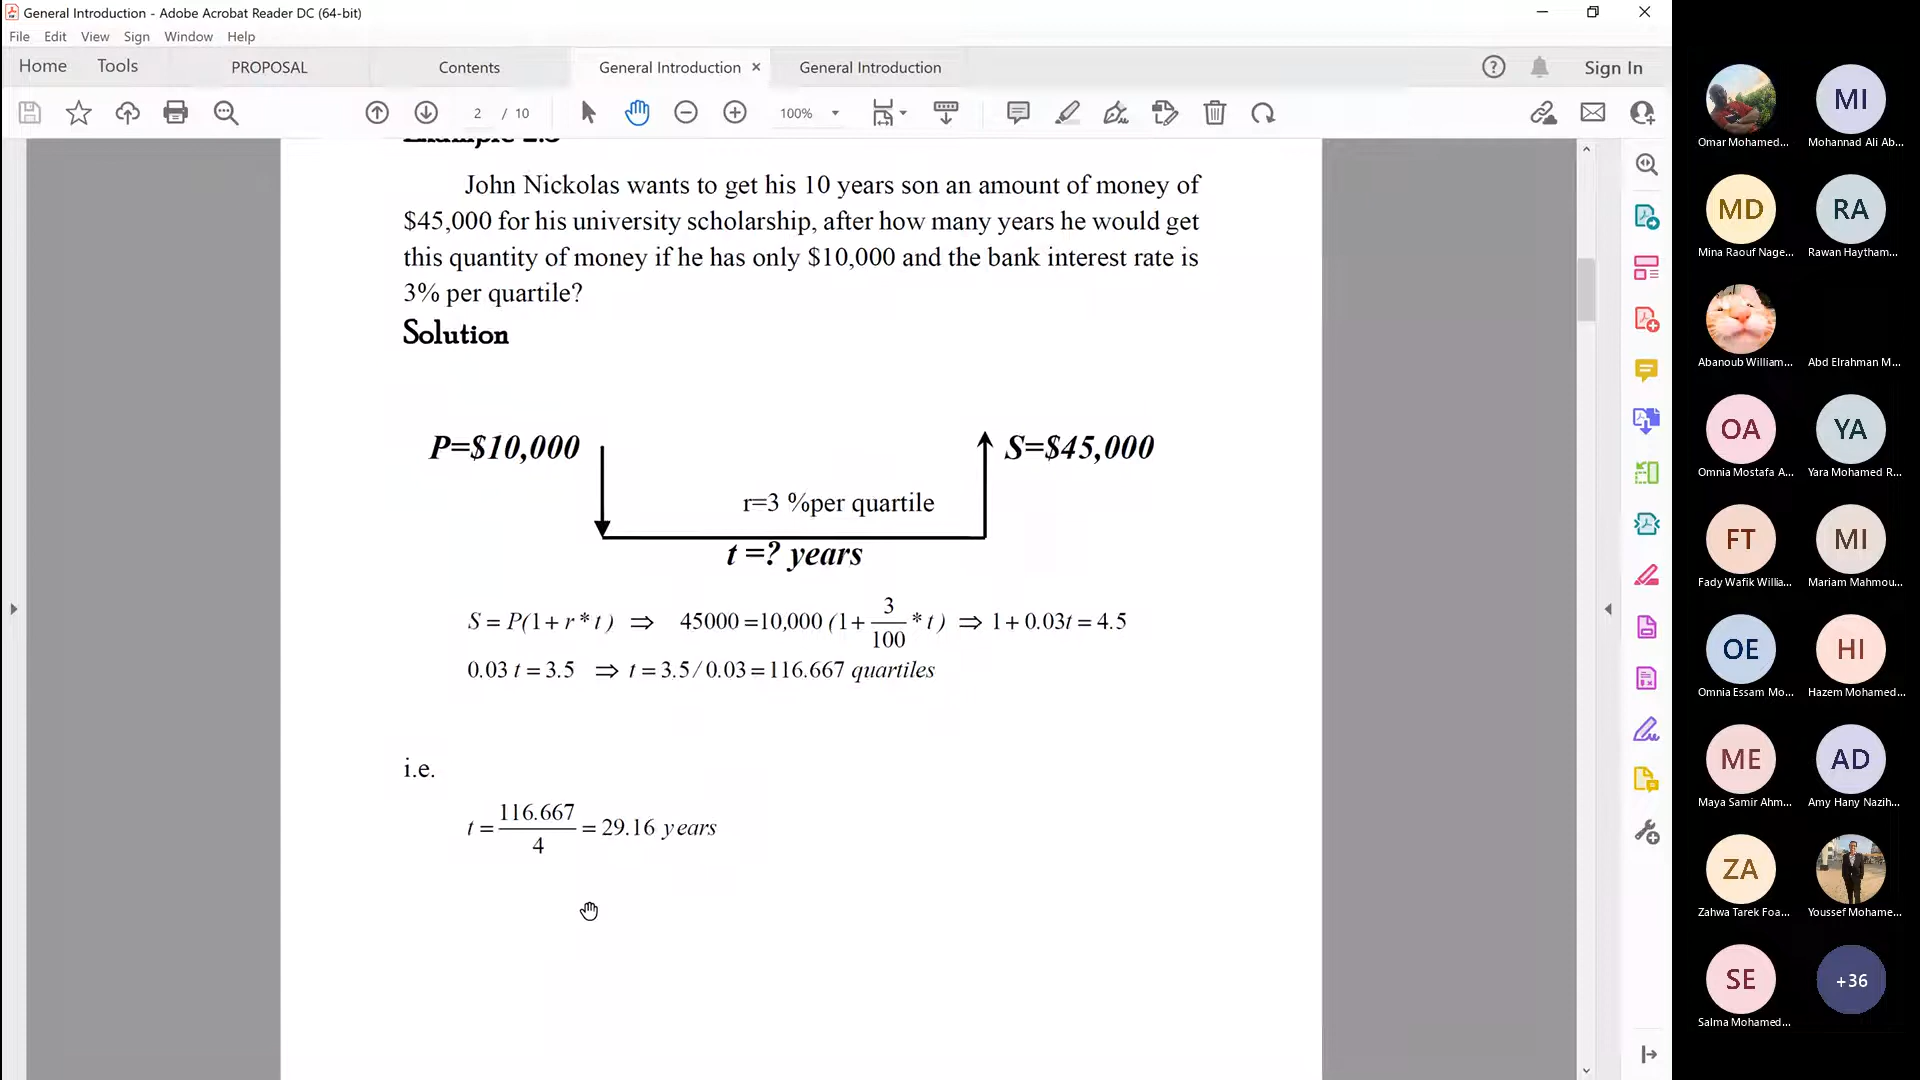 General Introduction - Adobe Acrobat Reader DC (64-bit)
File Edit View Sign Window Help
Home Tools PROPOSAL Contents General Introduction × General Introduction Sign In
2 / 10 100%
John Nickolas wants to get his 10 years son an amount of money of
$45,000 for his university scholarship, after how many years he would get
this quantity of money if he has only $10,000 and the bank interest rate is
3% per quartile?
Solution
P=$10,000 S=$45,000
r=3 %per quartile
t =? years
S = P(1+ r * t ) ⇒ 45000 =10,000 (1+ 3/100 * t ) ⇒ 1 + 0.03t = 4.5
0.03 t = 3.5 ⇒ t = 3.5 / 0.03 = 116.667 quartiles
i.e.
t = 116.667/4 = 29.16 years
MI
Omar Mohamed... Mohannad Ali Ab...
MD RA
Mina Raouf Nage... Rawan Haytham...
Abanoub William... Abd Elrahman M...
OA YA
Omnia Mostafa A... Yara Mohamed R...
FT MI
Fady Wafik Willia... Mariam Mahmou...
OE HI
Omnia Essam Mo... Hazem Mohamed...
ME AD
Maya Samir Ahm... Amy Hany Nazih...
ZA
Zahwa Tarek Foa... Youssef Mohame...
SE +36
Salma Mohamed...